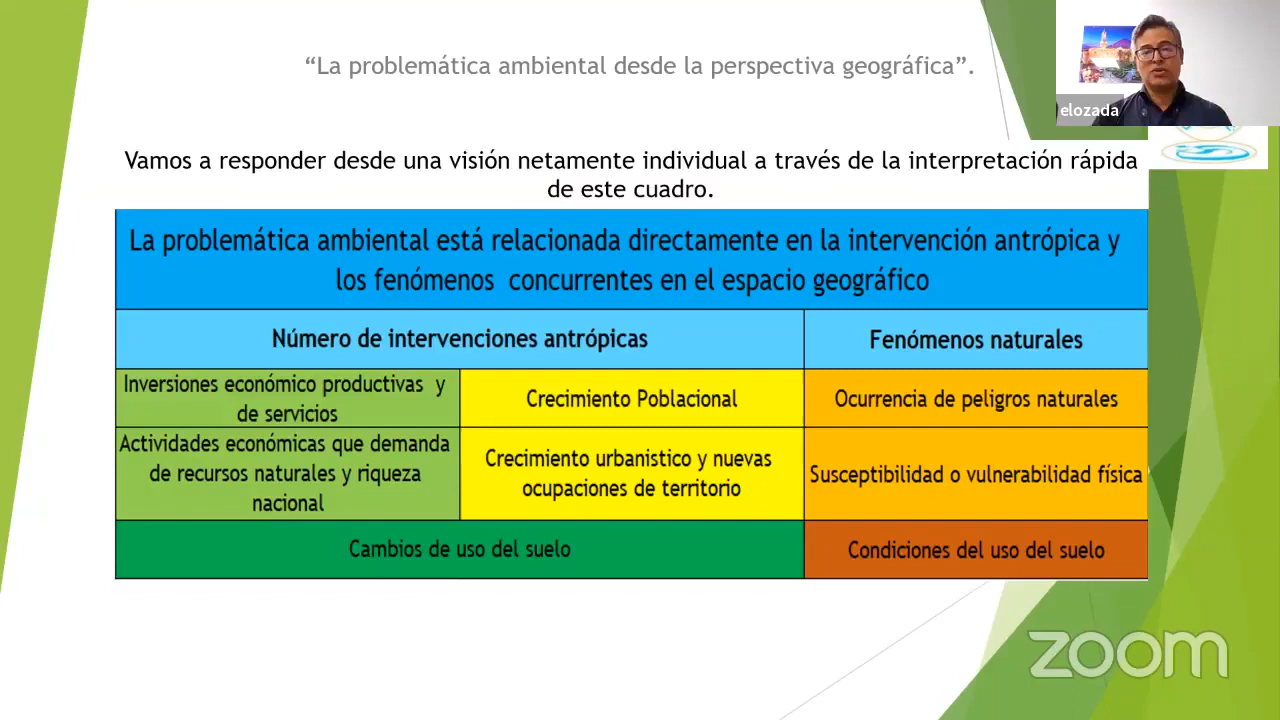 “La problemática ambiental desde la perspectiva geográfica”.
elozada
Vamos a responder desde una visión netamente individual a través de la interpretación rápida
de este cuadro.
La problemática ambiental está relacionada directamente en la intervención antrópica y
los fenómenos concurrentes en el espacio geográfico
Número de intervenciones antrópicas
Fenómenos naturales
Inversiones económico productivas y
de servicios
Crecimiento Poblacional
Ocurrencia de peligros naturales
Actividades económicas que demanda
de recursos naturales y riqueza
nacional
Crecimiento urbanistico y nuevas
ocupaciones de territorio
Susceptibilidad o vulnerabilidad física
Cambios de uso del suelo
Condiciones del uso del suelo
zoom